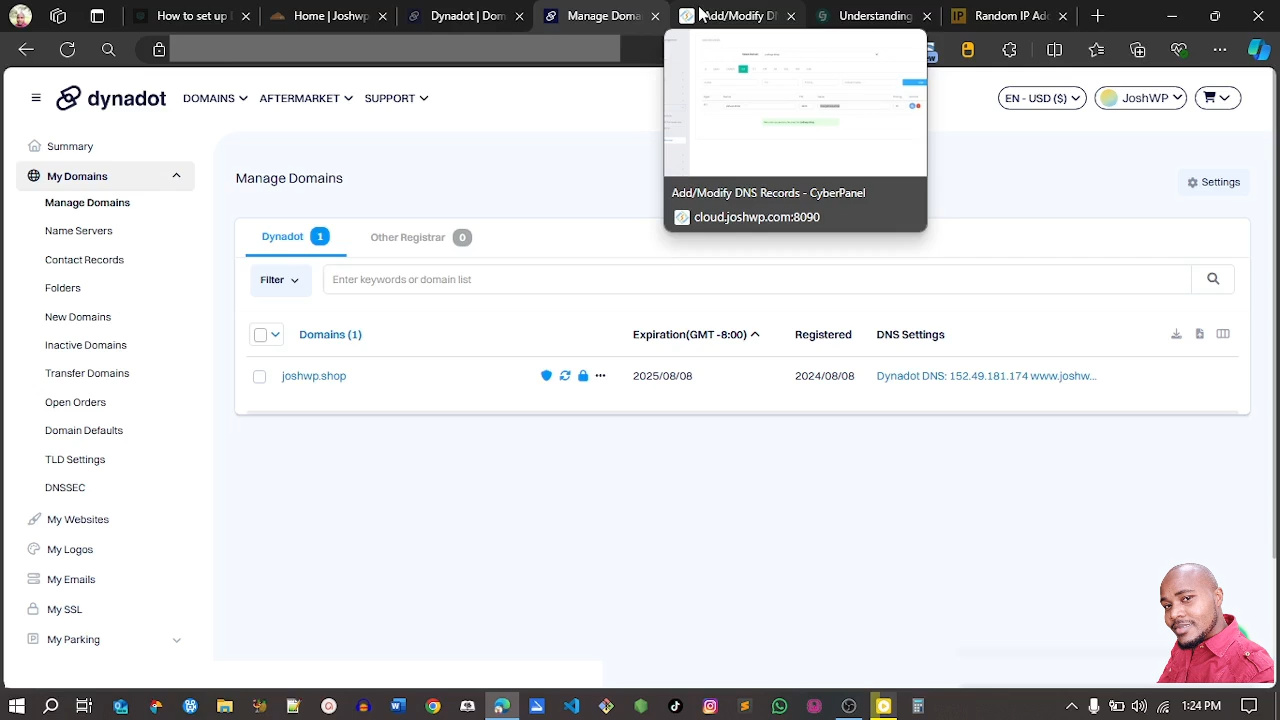 How to set up
joshwp.shop |
Dynadot | Dom
Manage Doma
Understanding
Random IP Ad
Add/Modify DNS Records - CyberPanel
cloud.joshwp.com:8090
dynadot
DOMAINS
AFTERMARKET
SUPPORT
EN - USD ($)
JoshWP
Summary
My Domains
Manage Domains
Name Servers
Contact Records
Folders
New Domains
Inactive Domains
Transfer Domains
Open Orders
Domain Defaults
TLD Settings
DNSSEC
My Websites
My Logos
My Emails
My SSL
My Parking
Manage Domains
Settings
Dynadot 1
Other Registrar 0
Filter
Enter keywords or domain list
Domains (1)
Expiration(GMT -8:00)
Registered
DNS Settings
joshwp.shop
2025/08/08
2024/08/08
Dynadot DNS: 152.49.181.174 www.joshw...
1:24 PM